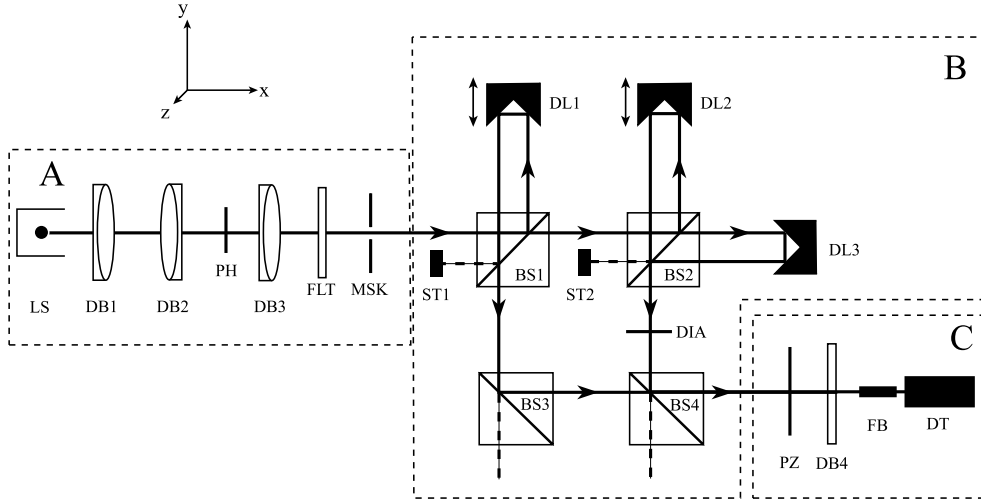 y
x
z
A
B
C
DL1
DL2
DL3
BS1
BS2
ST1
ST2
LS
DB1
DB2
PH
DB3
FLT
MSK
DIA
BS3
BS4
PZ
DB4
FB
DT